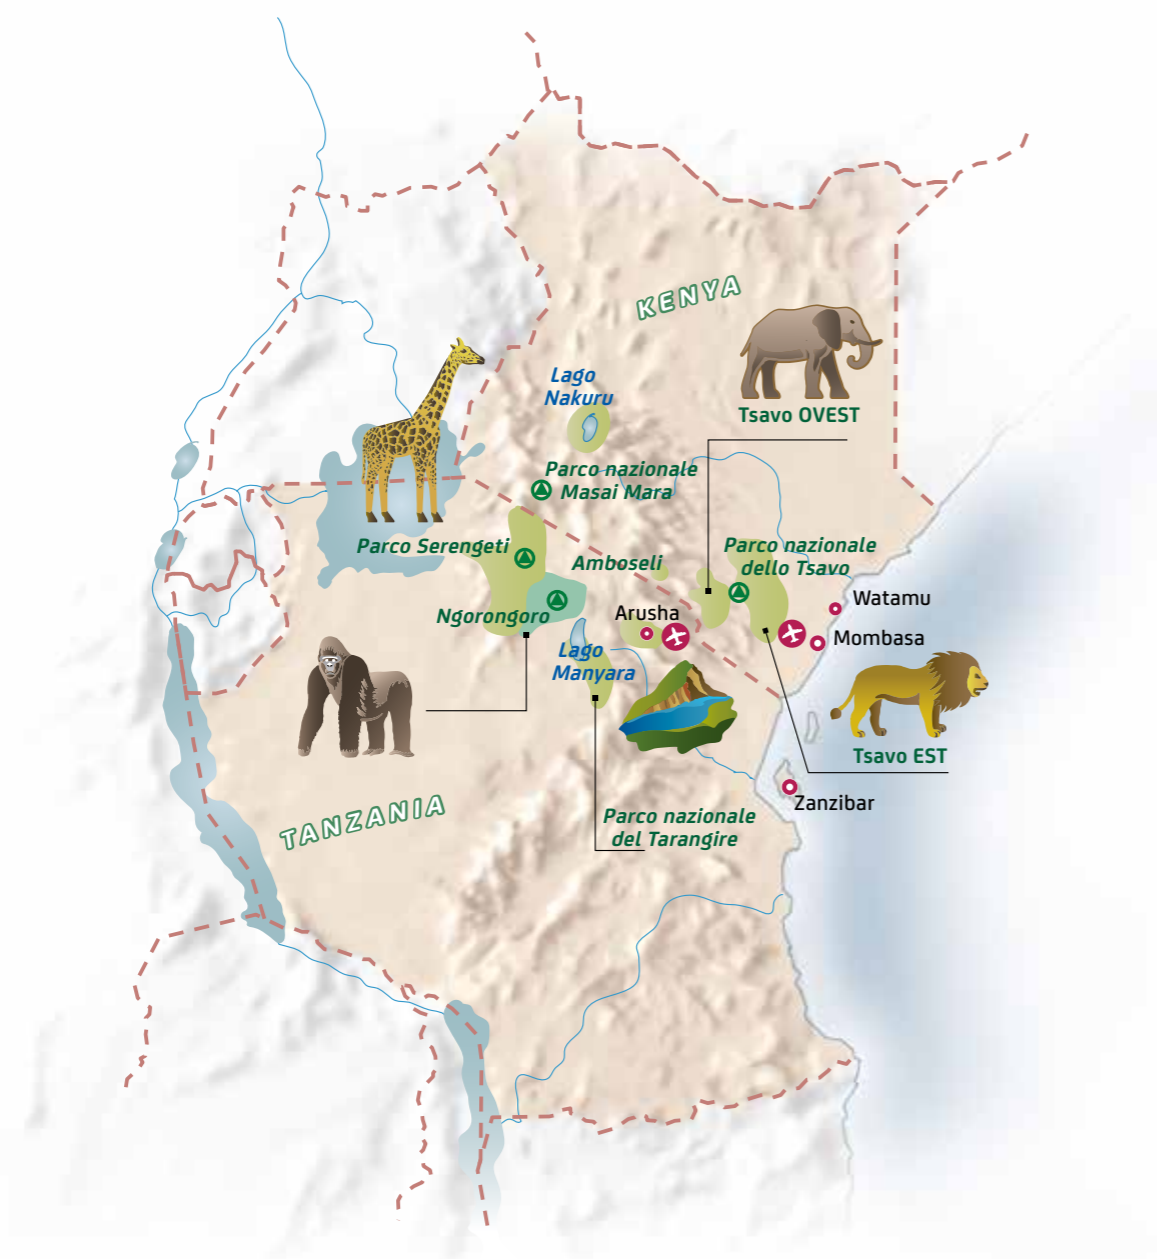 KENYA
Tsavo OVEST
Lago
Nakuru
Parco nazionale
Masai Mara
Parco Serengeti
Amboseli
Parco nazionale
dello Tsavo
Ngorongoro
Arusha
Watamu
Mombasa
Lago
Manyara
Tsavo EST
Zanzibar
TANZANIA
Parco nazionale
del Tarangire